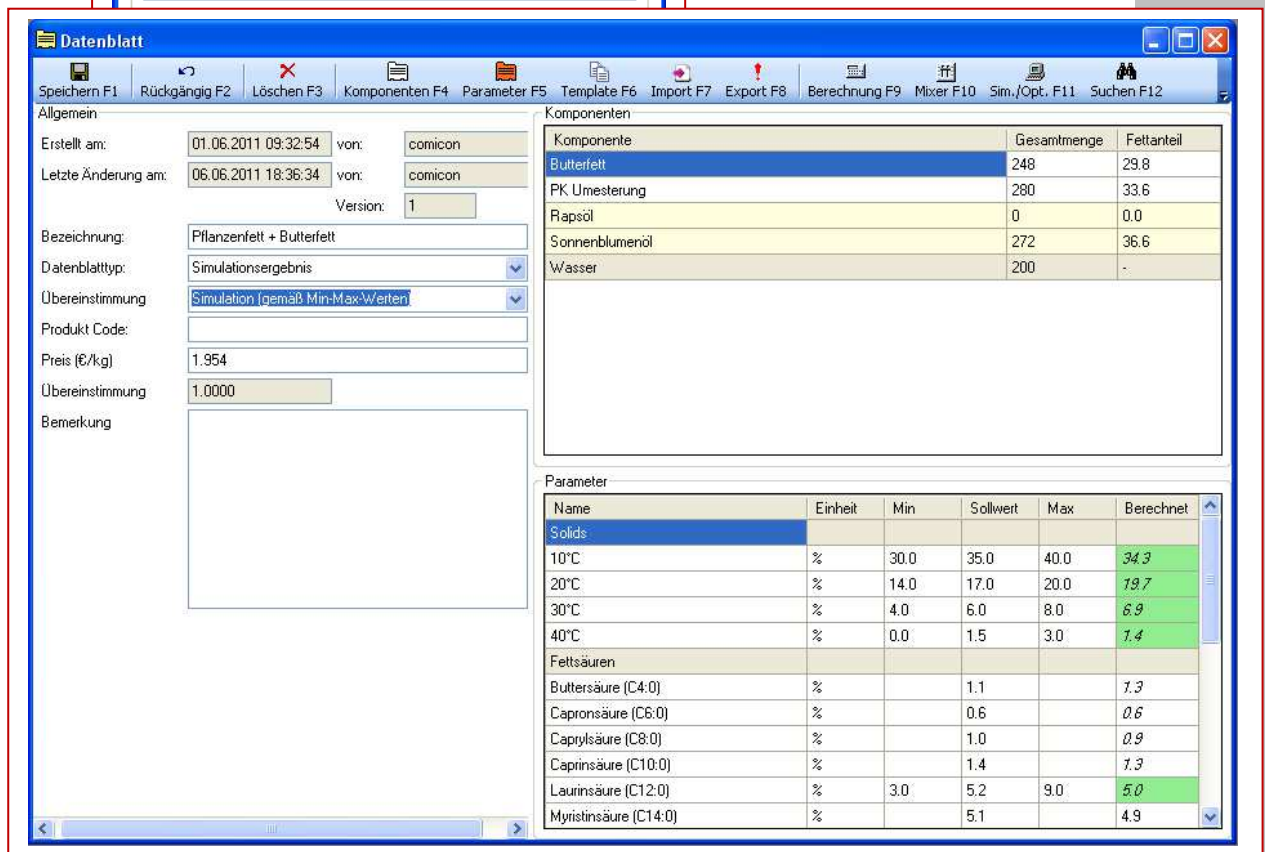 Datenblatt
Speichern F1 Rückgängig F2 Löschen F3 Komponenten F4 Parameter F5 Template F6 Import F7 Export F8 Berechnung F9 Mixer F10 Sim./Opt. F11 Suchen F12
Allgemein
Erstellt am: 01.06.2011 09:32:54 von: comicon
Letzte Änderung am: 06.06.2011 18:36:34 von: comicon
Version: 1
Bezeichnung: Pflanzenfett + Butterfett
Datenblatttyp: Simulationsergebnis
Übereinstimmung Simulation (gemäß Min-Max-Werten)
Produkt Code:
Preis (€/kg) 1.954
Übereinstimmung 1.0000
Bemerkung
Komponenten
Komponente Gesamtmenge Fettanteil
Butterfett 248 29.8
PK Umesterung 280 33.6
Rapsöl 0 0.0
Sonnenblumenöl 272 36.6
Wasser 200 -
Parameter
Name Einheit Min Sollwert Max Berechnet
Solids
10°C % 30.0 35.0 40.0 34.3
20°C % 14.0 17.0 20.0 19.7
30°C % 4.0 6.0 8.0 6.9
40°C % 0.0 1.5 3.0 1.4
Fettsäuren
Buttersäure (C4:0) % 1.1 1.3
Capronsäure (C6:0) % 0.6 0.6
Caprylsäure (C8:0) % 1.0 0.9
Caprinsäure (C10:0) % 1.4 1.3
Laurinsäure (C12:0) % 3.0 5.2 9.0 5.0
Myristinsäure (C14:0) % 5.1 4.9